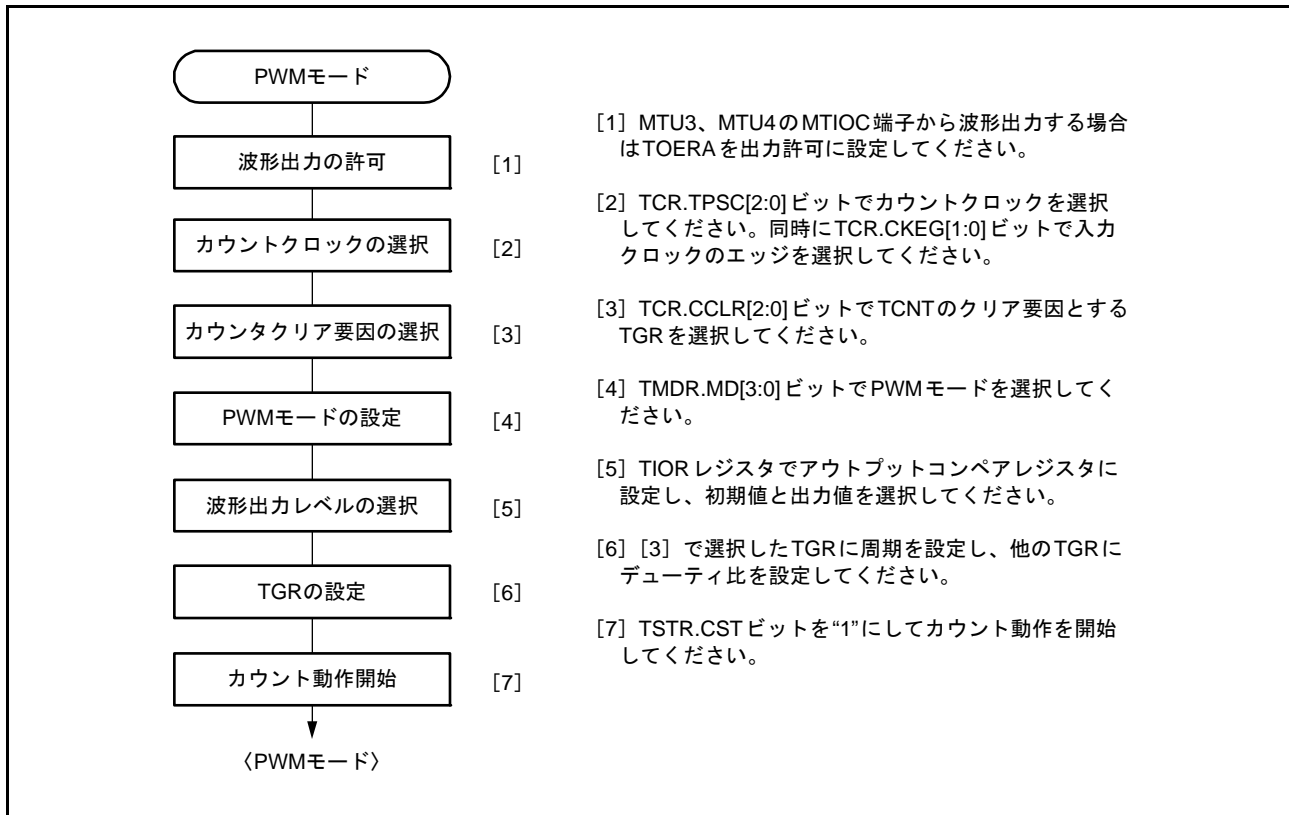 PWMモード
波形出力の許可
[1]
カウントクロックの選択
[2]
カウンタクリア要因の選択
[3]
PWMモードの設定
[4]
波形出力レベルの選択
[5]
TGRの設定
[6]
カウント動作開始
[7]
〈PWMモード〉
[1] MTU3、MTU4のMTIOC端子から波形出力する場合
はTOERAを出力許可に設定してください。
[2] TCR.TPSC[2:0]ビットでカウントクロックを選択
してください。同時にTCR.CKEG[1:0]ビットで入力
クロックのエッジを選択してください。
[3] TCR.CCLR[2:0]ビットでTCNTのクリア要因とする
TGRを選択してください。
[4] TMDR.MD[3:0]ビットでPWMモードを選択してく
ださい。
[5] TIORレジスタでアウトプットコンペアレジスタに
設定し、初期値と出力値を選択してください。
[6] [3]で選択したTGRに周期を設定し、他のTGRに
デューティ比を設定してください。
[7] TSTR.CSTビットを“1”にしてカウント動作を開始
してください。